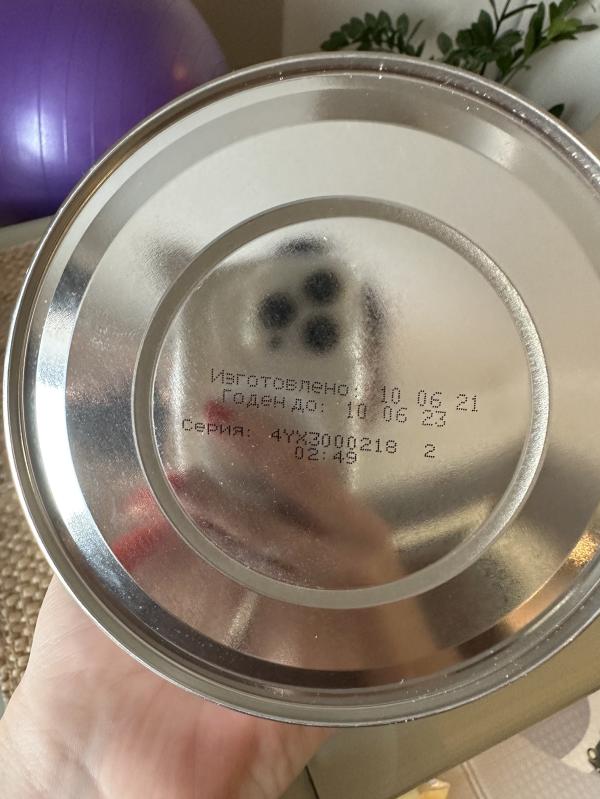 Изготовлено: 10 06 21
Годен до: 10 06 23
Серия: 4YX3000218 2
02:49